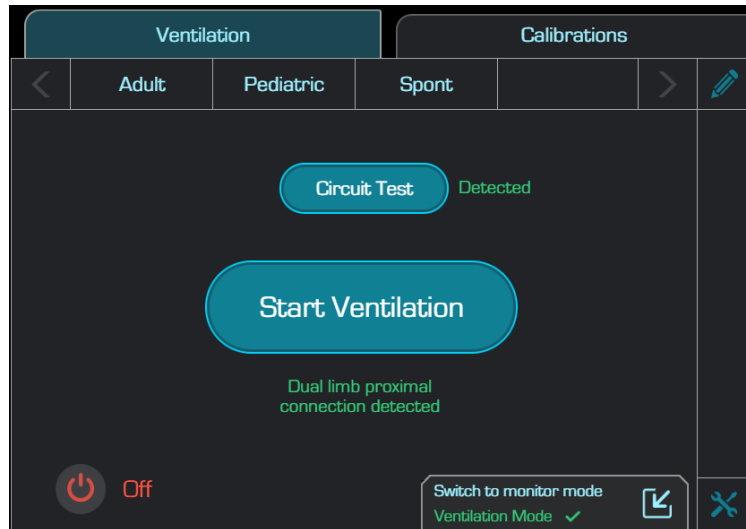 Ventilation
Calibrations
Adult
Pediatric
Spont
Circuit Test
Detected
Start Ventilation
Dual limb proximal
connection detected
Off
Switch to monitor mode
Ventilation Mode